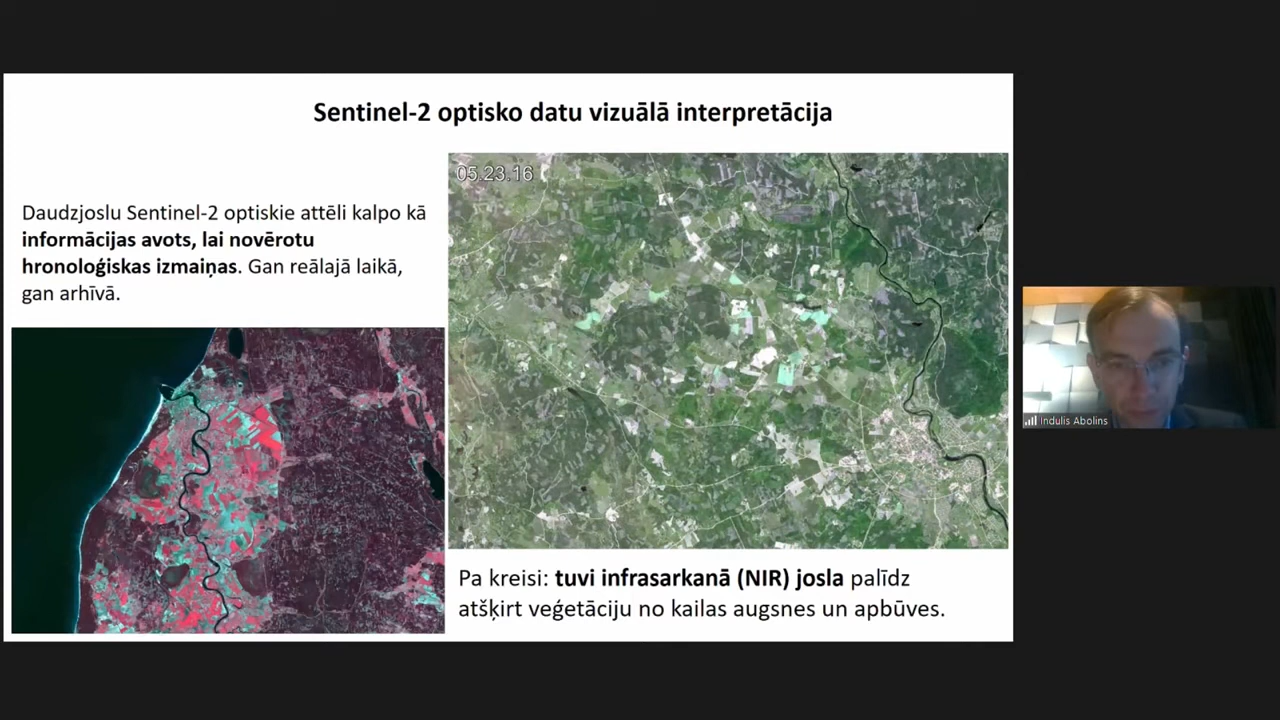 Sentinel-2 optisko datu vizuālā interpretācija
Daudzjoslu Sentinel-2 optiskie attēli kalpo kā
informācijas avots, lai novērotu
hronoloģiskas izmaiņas. Gan reālajā laikā,
gan arhīvā.
05.23.16
Pa kreisi: tuvi infrasarkanā (NIR) josla palīdz
atšķirt veģetāciju no kailas augsnes un apbūves.
Indulis Abolins